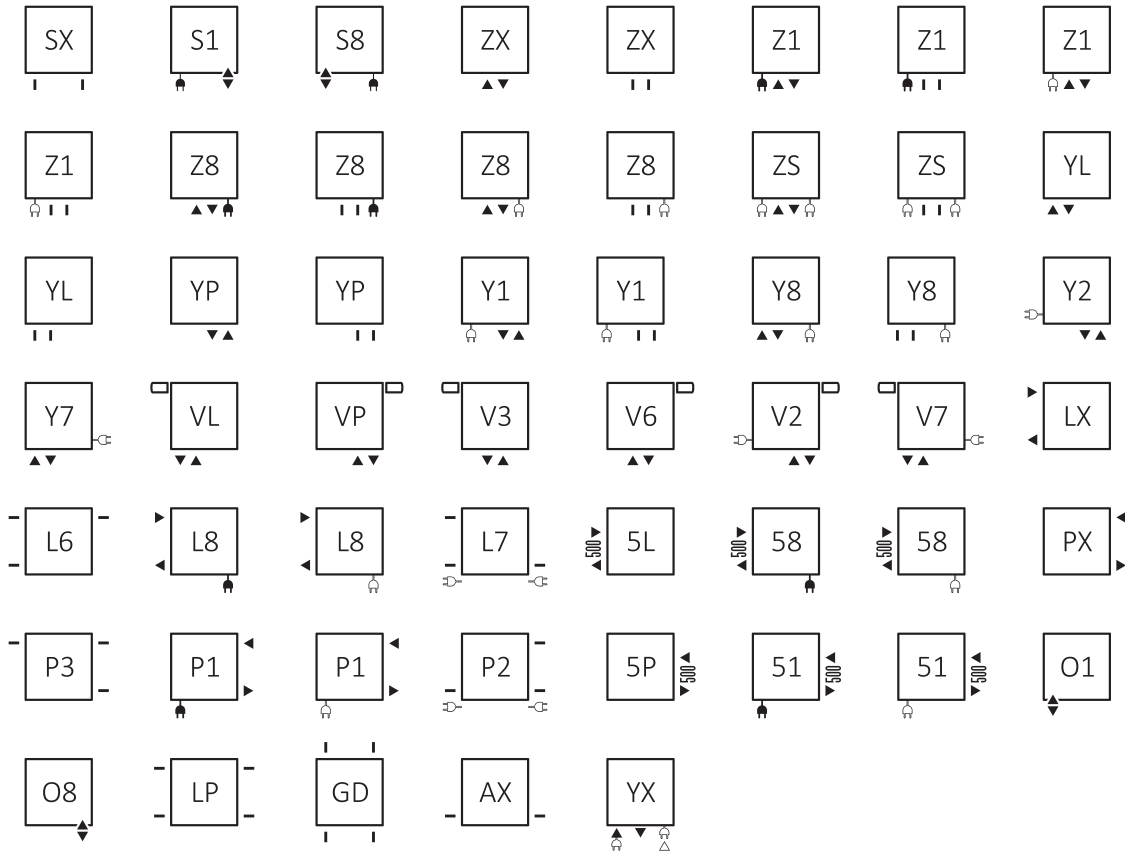 SX S1 S8 ZX ZX Z1 Z1 Z1
Z1 Z8 Z8 Z8 Z8 ZS ZS YL
YL YP YP Y1 Y1 Y8 Y8 Y2
Y7 VL VP V3 V6 V2 V7 LX
L6 L8 L8 L7 500 5L 500 58 500 58 PX
P3 P1 P1 P2 5P 500 51 500 51 500 O1
O8 LP GD AX YX